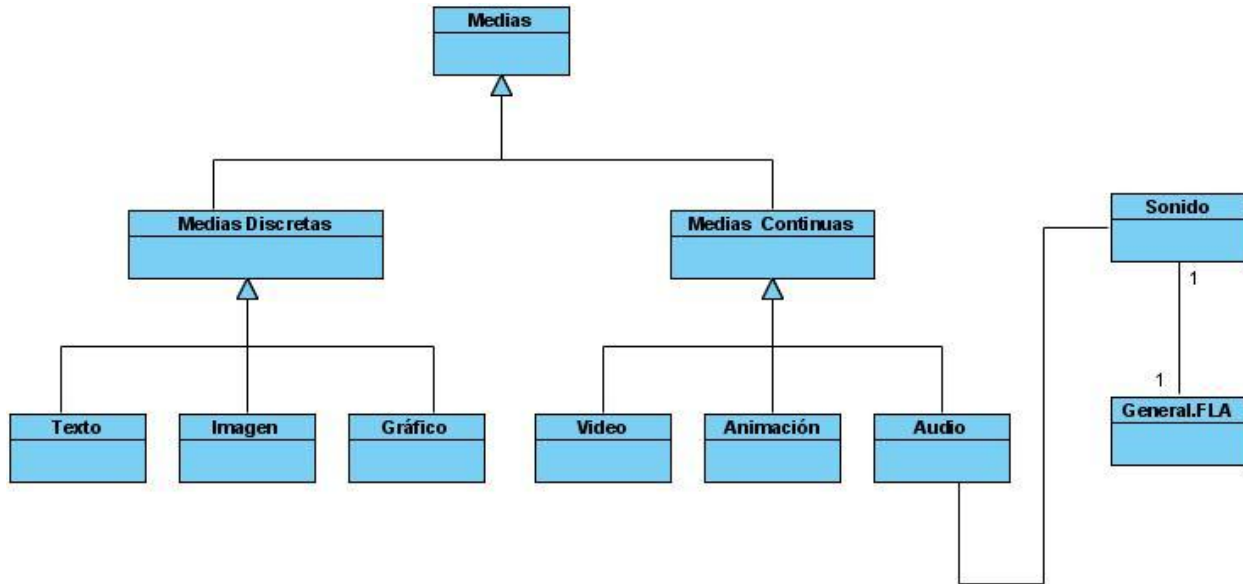 Medias
Medias Discretas
Medias Continuas
Sonido
1
1
General.FLA
Texto
Imagen
Gráfico
Video
Animación
Audio